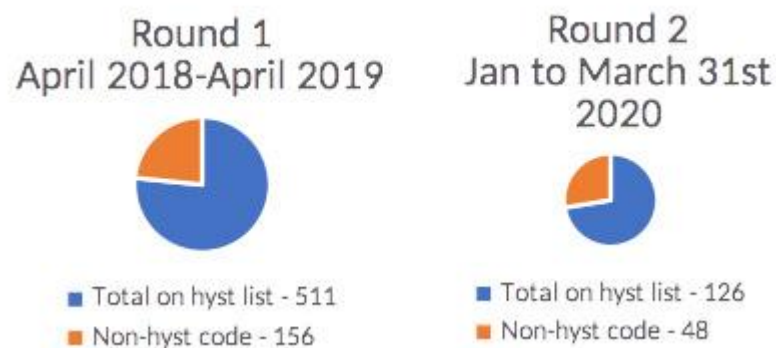 Round 1
April 2018-April 2019
Total on hyst list - 511
Non-hyst code - 156
Round 2
Jan to March 31st
2020
Total on hyst list - 126
Non-hyst code - 48